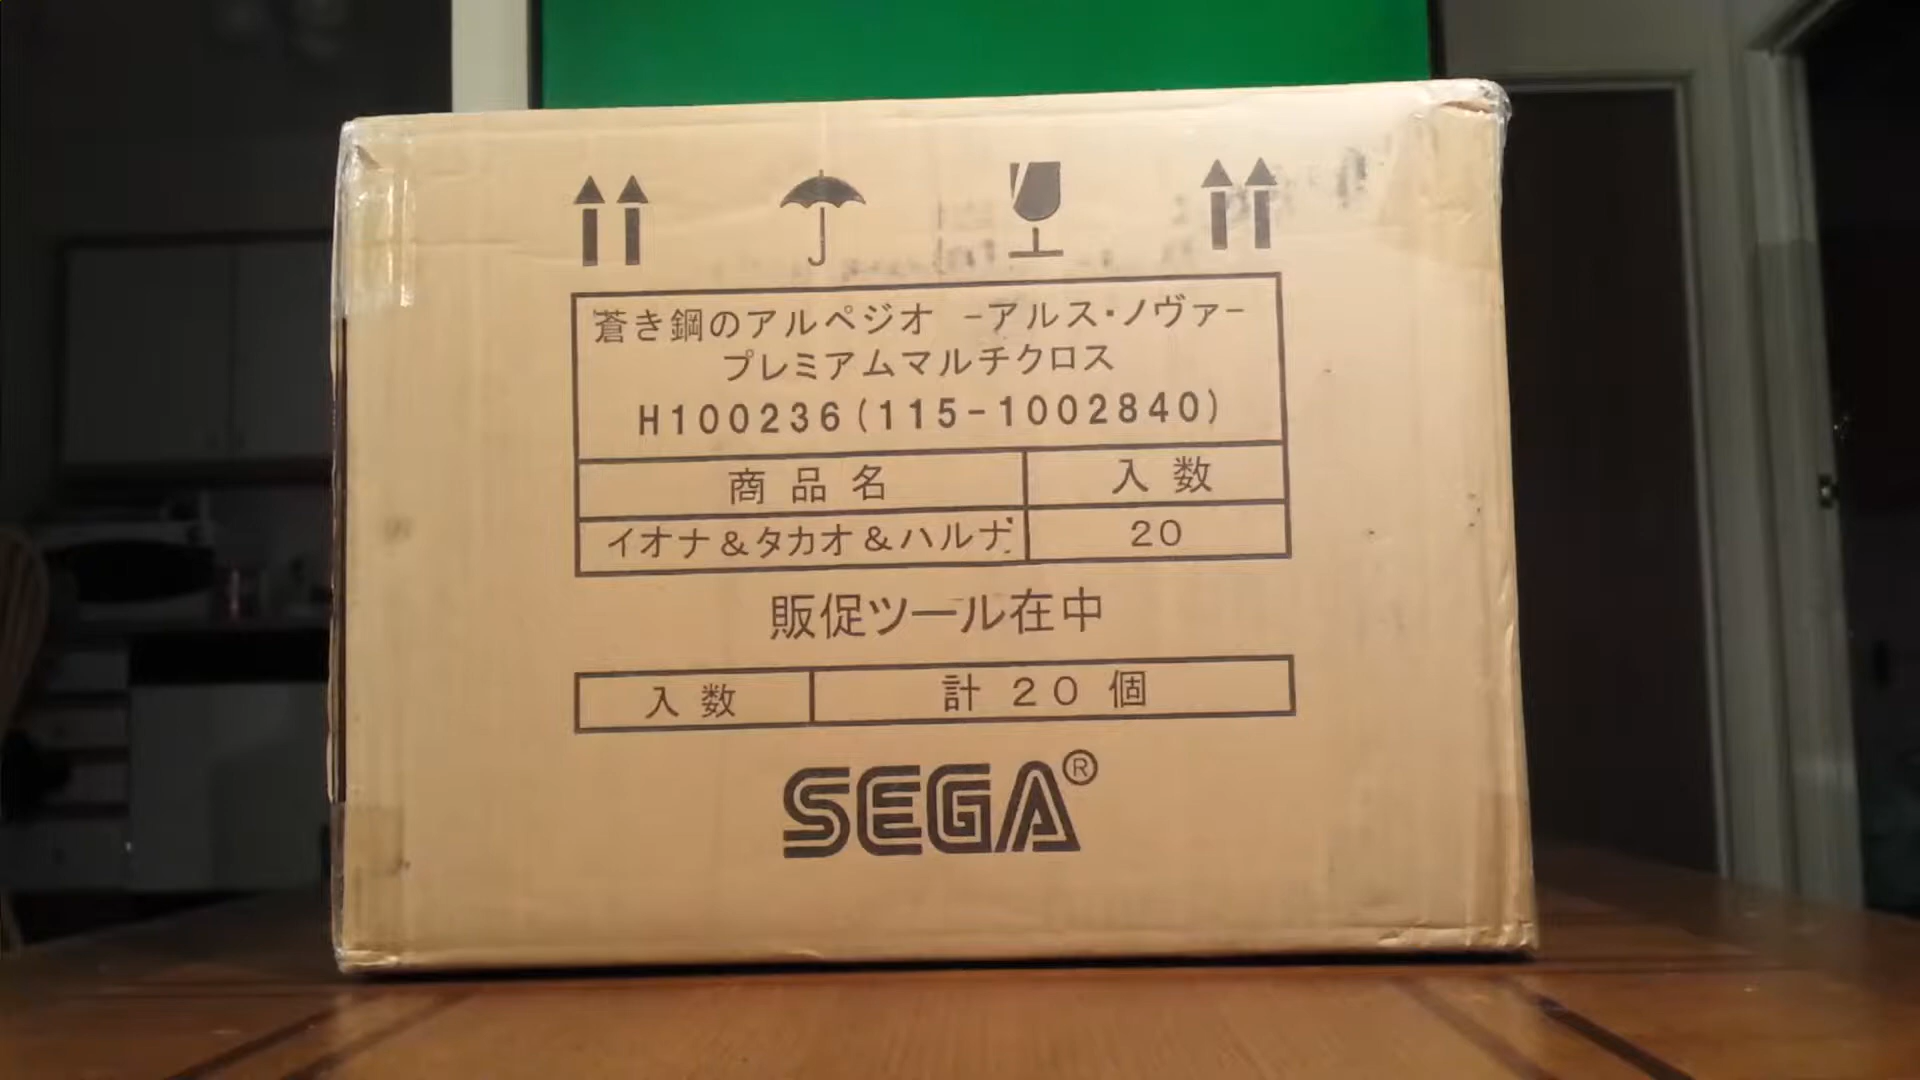 蒼き鋼のアルペジオ －アルス・ノヴァ－
プレミアムマルチクロス
H100236(115-1002840)
商品名 入数
イオナ＆タカオ＆ハルナ 20
販促ツール在中
入数 計 20 個
SEGA®